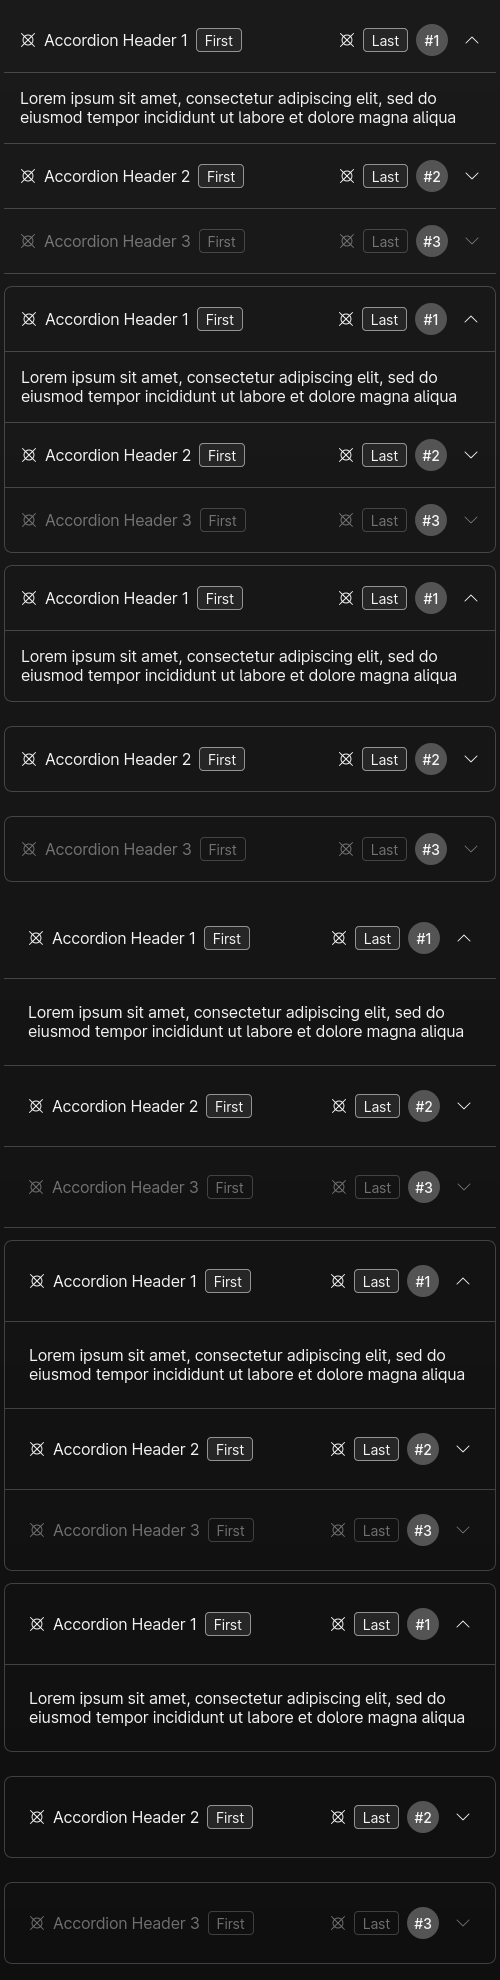 Accordion Header 1 First Last #1
Lorem ipsum sit amet, consectetur adipiscing elit, sed do
eiusmod tempor incididunt ut labore et dolore magna aliqua
Accordion Header 2 First Last #2
Accordion Header 3 First Last #3
Accordion Header 1 First Last #1
Lorem ipsum sit amet, consectetur adipiscing elit, sed do
eiusmod tempor incididunt ut labore et dolore magna aliqua
Accordion Header 2 First Last #2
Accordion Header 3 First Last #3
Accordion Header 1 First Last #1
Lorem ipsum sit amet, consectetur adipiscing elit, sed do
eiusmod tempor incididunt ut labore et dolore magna aliqua
Accordion Header 2 First Last #2
Accordion Header 3 First Last #3
Accordion Header 1 First Last #1
Lorem ipsum sit amet, consectetur adipiscing elit, sed do
eiusmod tempor incididunt ut labore et dolore magna aliqua
Accordion Header 2 First Last #2
Accordion Header 3 First Last #3
Accordion Header 1 First Last #1
Lorem ipsum sit amet, consectetur adipiscing elit, sed do
eiusmod tempor incididunt ut labore et dolore magna aliqua
Accordion Header 2 First Last #2
Accordion Header 3 First Last #3
Accordion Header 1 First Last #1
Lorem ipsum sit amet, consectetur adipiscing elit, sed do
eiusmod tempor incididunt ut labore et dolore magna aliqua
Accordion Header 2 First Last #2
Accordion Header 3 First Last #3